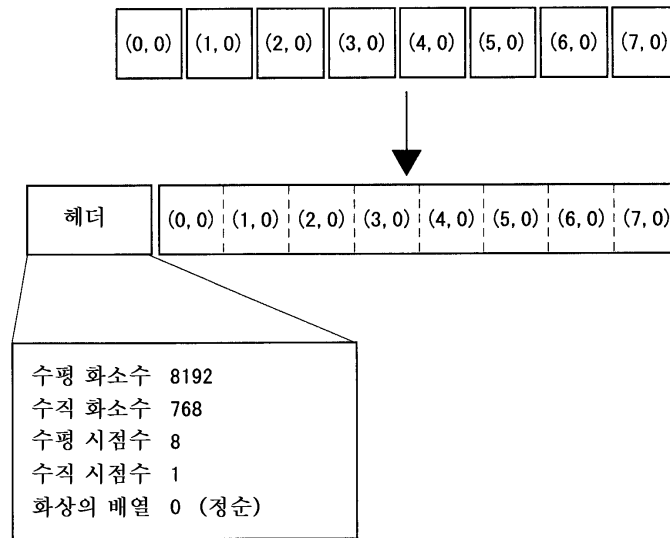 (0, 0) (1, 0) (2, 0) (3, 0) (4, 0) (5, 0) (6, 0) (7, 0)
헤더 (0, 0) (1, 0) (2, 0) (3, 0) (4, 0) (5, 0) (6, 0) (7, 0)
수평 화소수 8192
수직 화소수 768
수평 시점수 8
수직 시점수 1
화상의 배열 0 (정순)